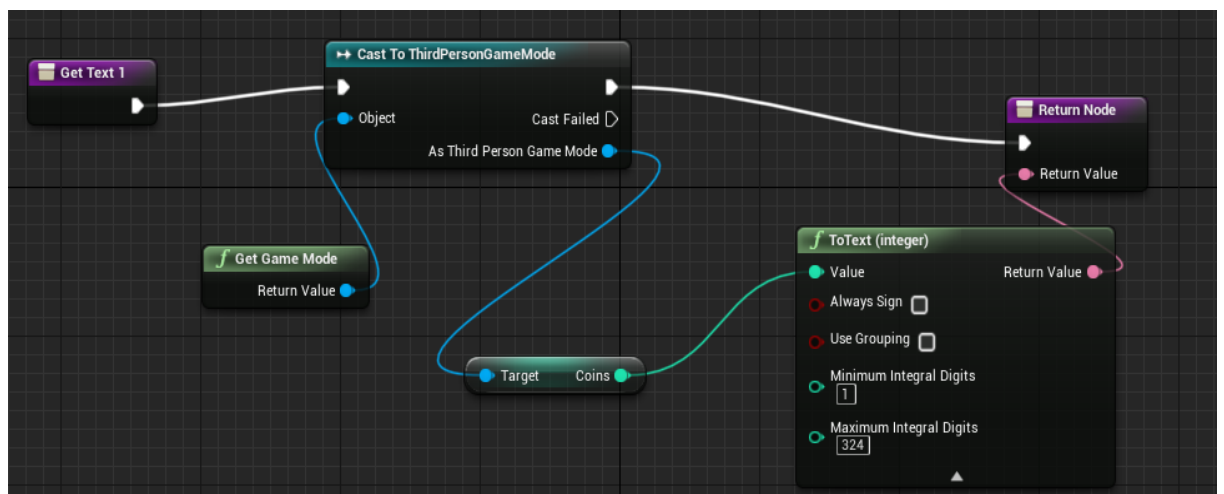 Get Text 1
Cast To ThirdPersonGameMode
Object
Cast Failed
As Third Person Game Mode
Get Game Mode
Return Value
Target Coins
Return Node
Return Value
f ToText (integer)
Value Return Value
Always Sign
Use Grouping
Minimum Integral Digits
1
Maximum Integral Digits
324